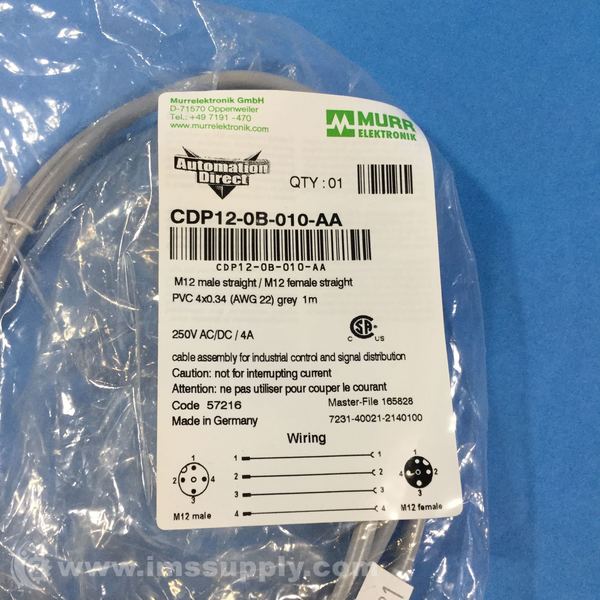 Murrelektronik GmbH
D-71570 Oppenweiler
Tel.: +49 7191 -470
www.murrelektronik.com
MURR
ELEKTRONIK
Automation
Direct
QTY : 01
CDP12-0B-010-AA
CDP12-0B-010-AA
M12 male straight / M12 female straight
PVC 4x0.34 (AWG 22) grey 1m
250V AC/DC / 4A
C SA US
cable assembly for industrial control and signal distribution
Caution: not for interrupting current
Attention: ne pas utiliser pour couper le courant
Code 57216 Master-File 165828
Made in Germany 7231-40021-2140100
Wiring
1 1 1 1
2 4 2 2 2 4
3 3 3 3
M12 male 4 4 M12 female
www.imssupply.com